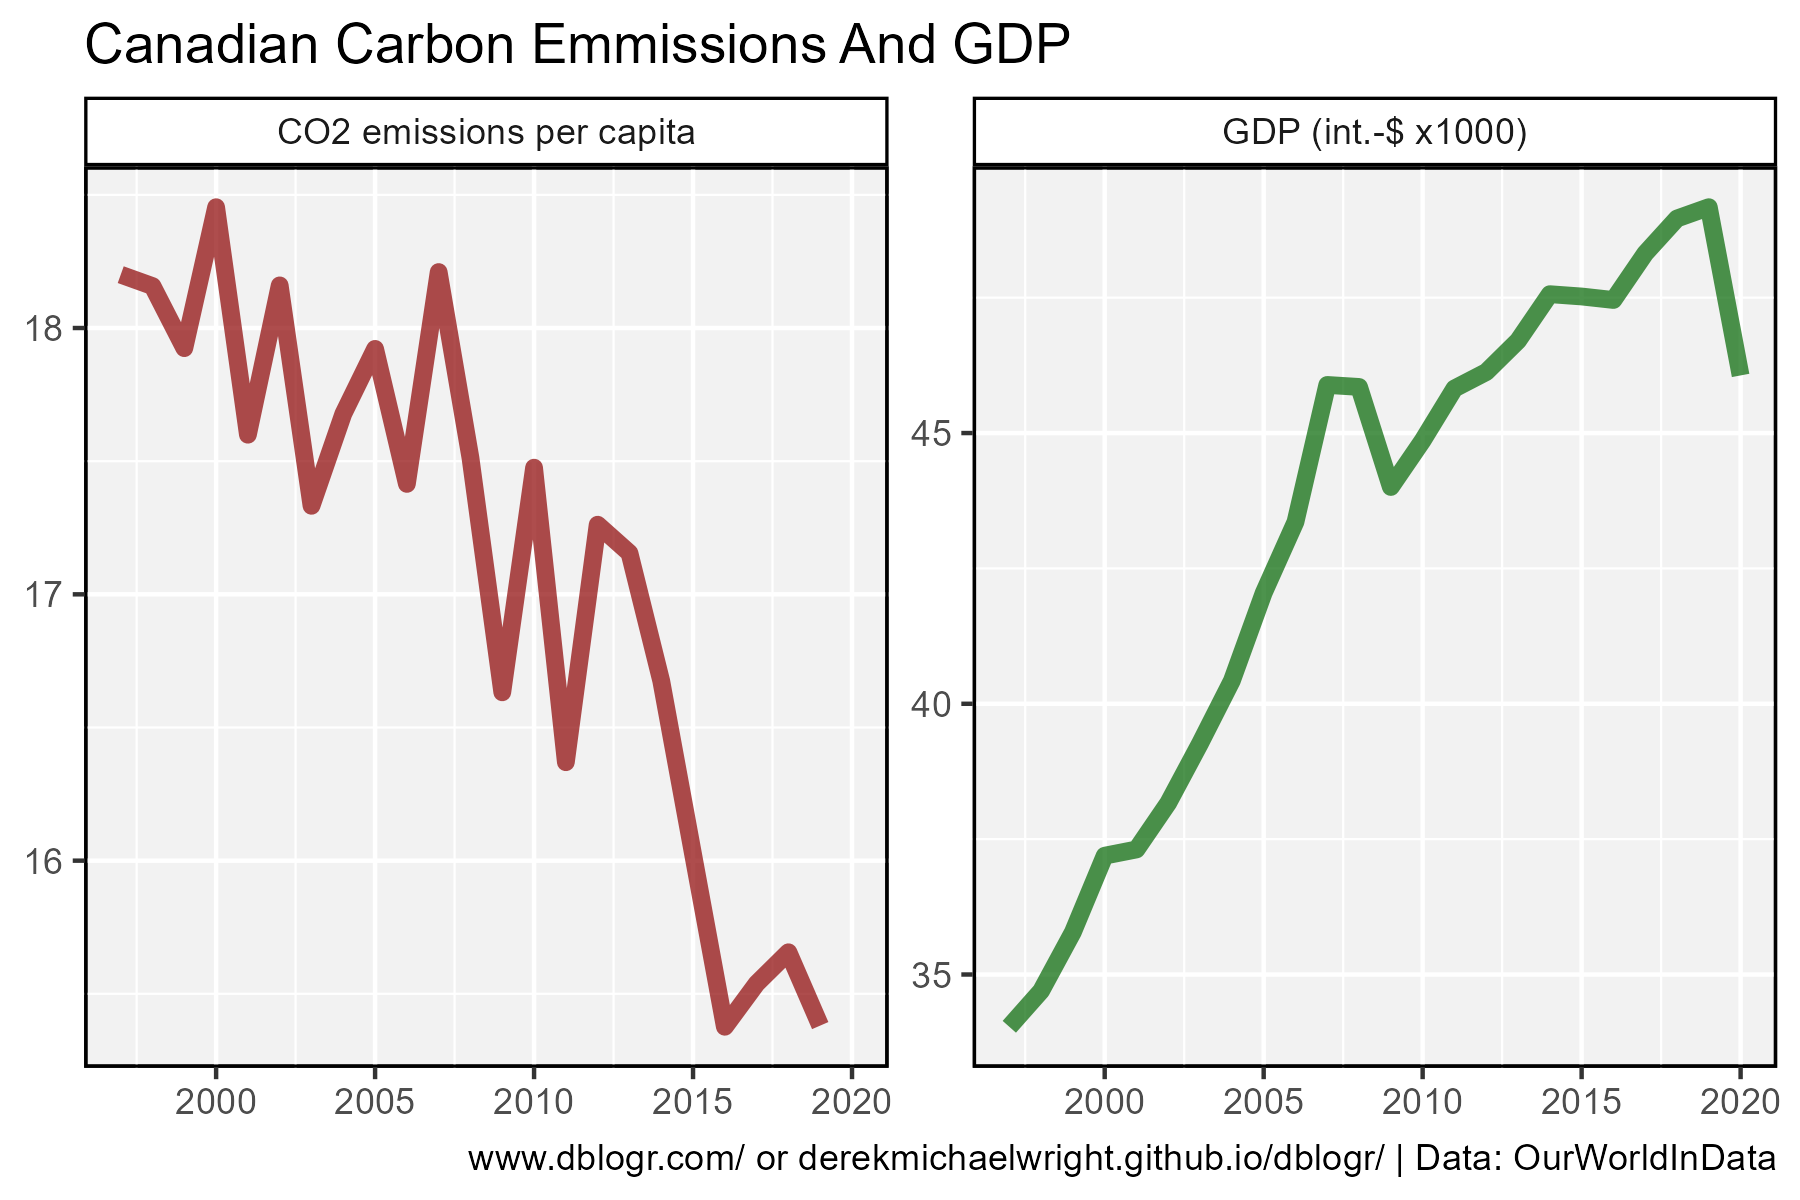 Canadian Carbon Emmissions And GDP
CO2 emissions per capita
18
17
16
2000 2005 2010 2015 2020
GDP (int.-$ x1000)
45
40
35
2000 2005 2010 2015 2020
www.dblogr.com/ or derekmichaelwright.github.io/dblogr/ | Data: OurWorldInData